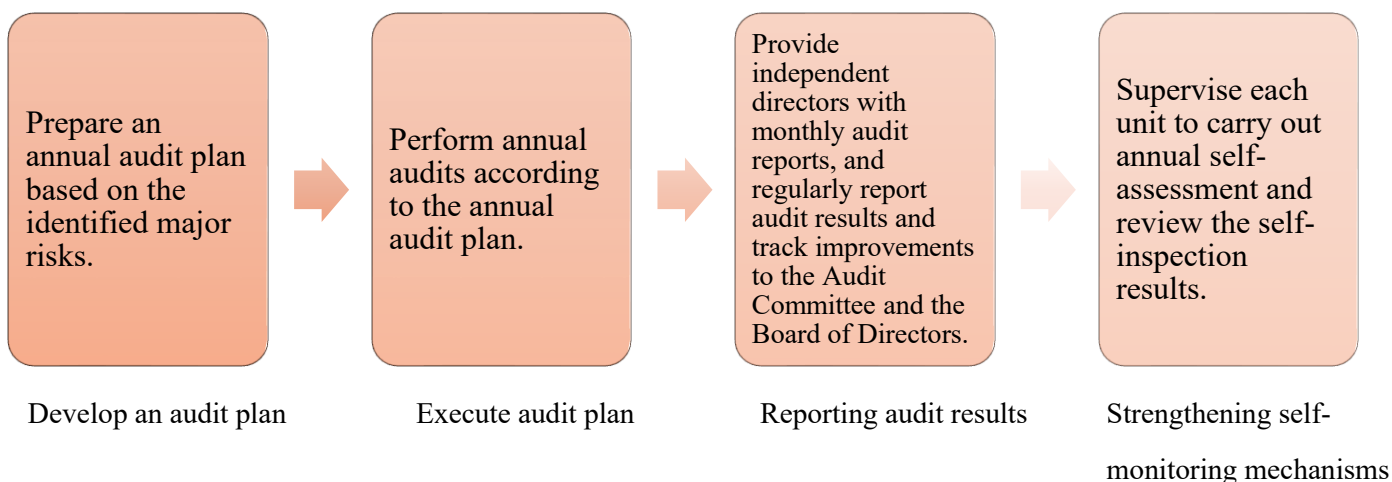 Prepare an
annual audit plan
based on the
identified major
risks.
Perform annual
audits according
to the annual
audit plan.
Provide
independent
directors with
monthly audit
reports, and
regularly report
audit results and
track improvements
to the Audit
Committee and the
Board of Directors.
Supervise each
unit to carry out
annual self-
assessment and
review the self-
inspection
results.
Develop an audit plan
Execute audit plan
Reporting audit results
Strengthening self-
monitoring mechanisms